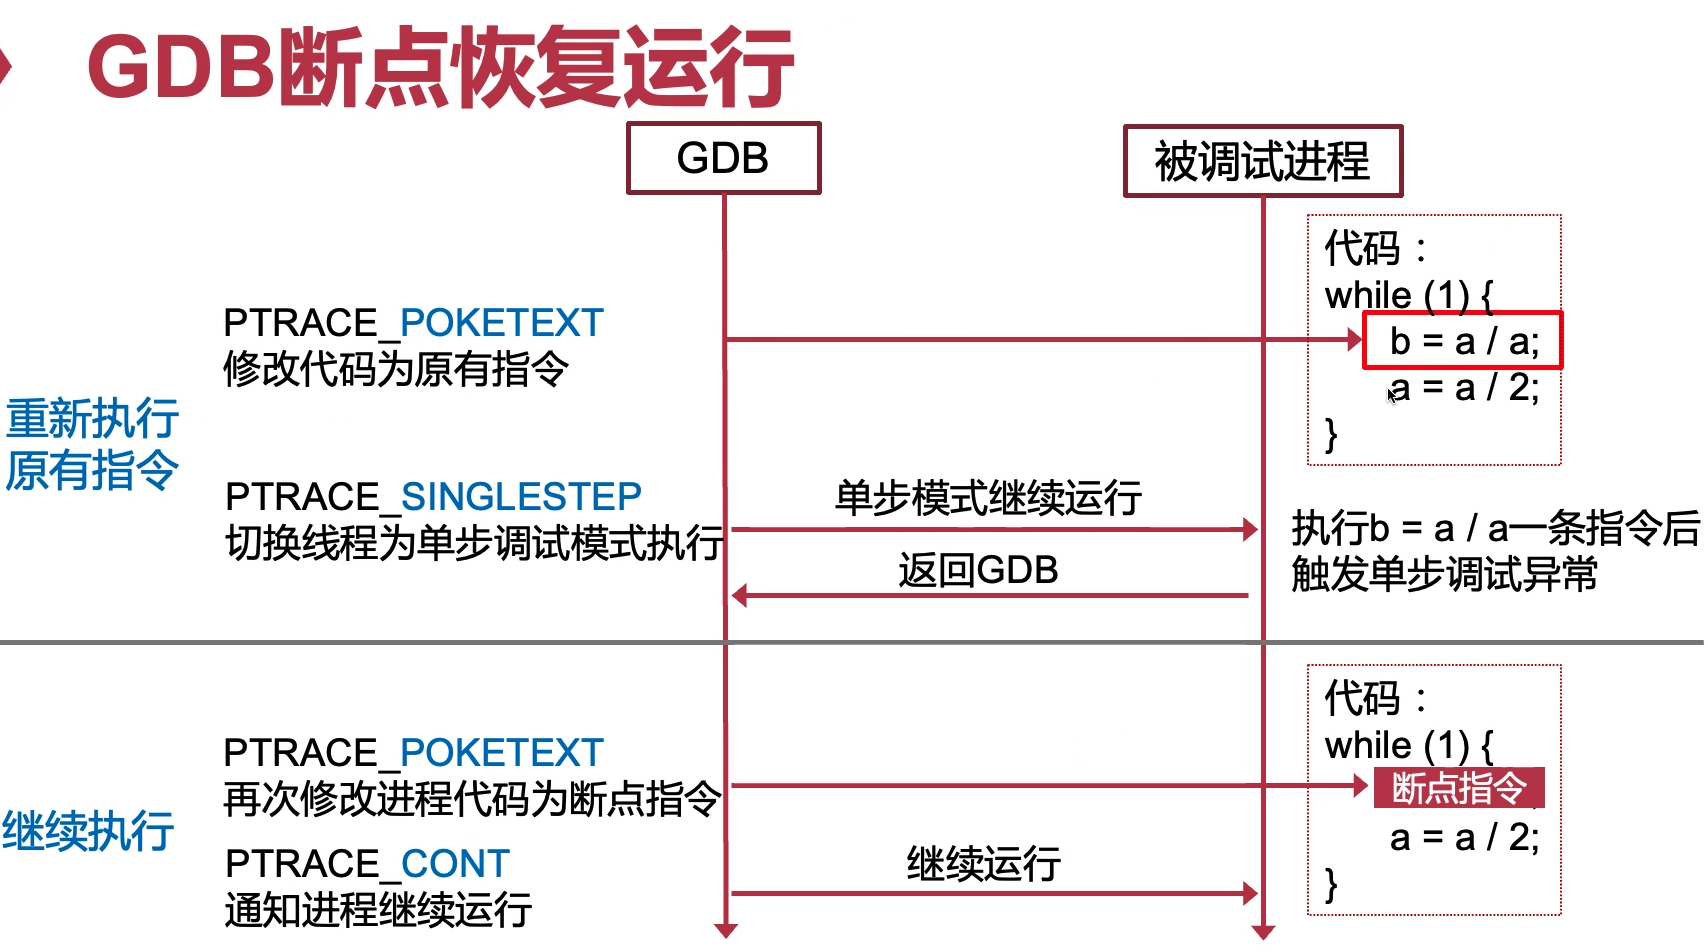 GDB断点恢复运行
GDB
被调试进程
代码：
while (1) {
b = a / a;
a = a / 2;
}
PTRACE_POKETEXT
修改代码为原有指令
重新执行
原有指令
PTRACE_SINGLESTEP
切换线程为单步调试模式执行
单步模式继续运行
返回GDB
执行b = a / a一条指令后
触发单步调试异常
代码：
while (1) {
断点指令
a = a / 2;
}
PTRACE_POKETEXT
再次修改进程代码为断点指令
继续执行
PTRACE_CONT
通知进程继续运行
继续运行